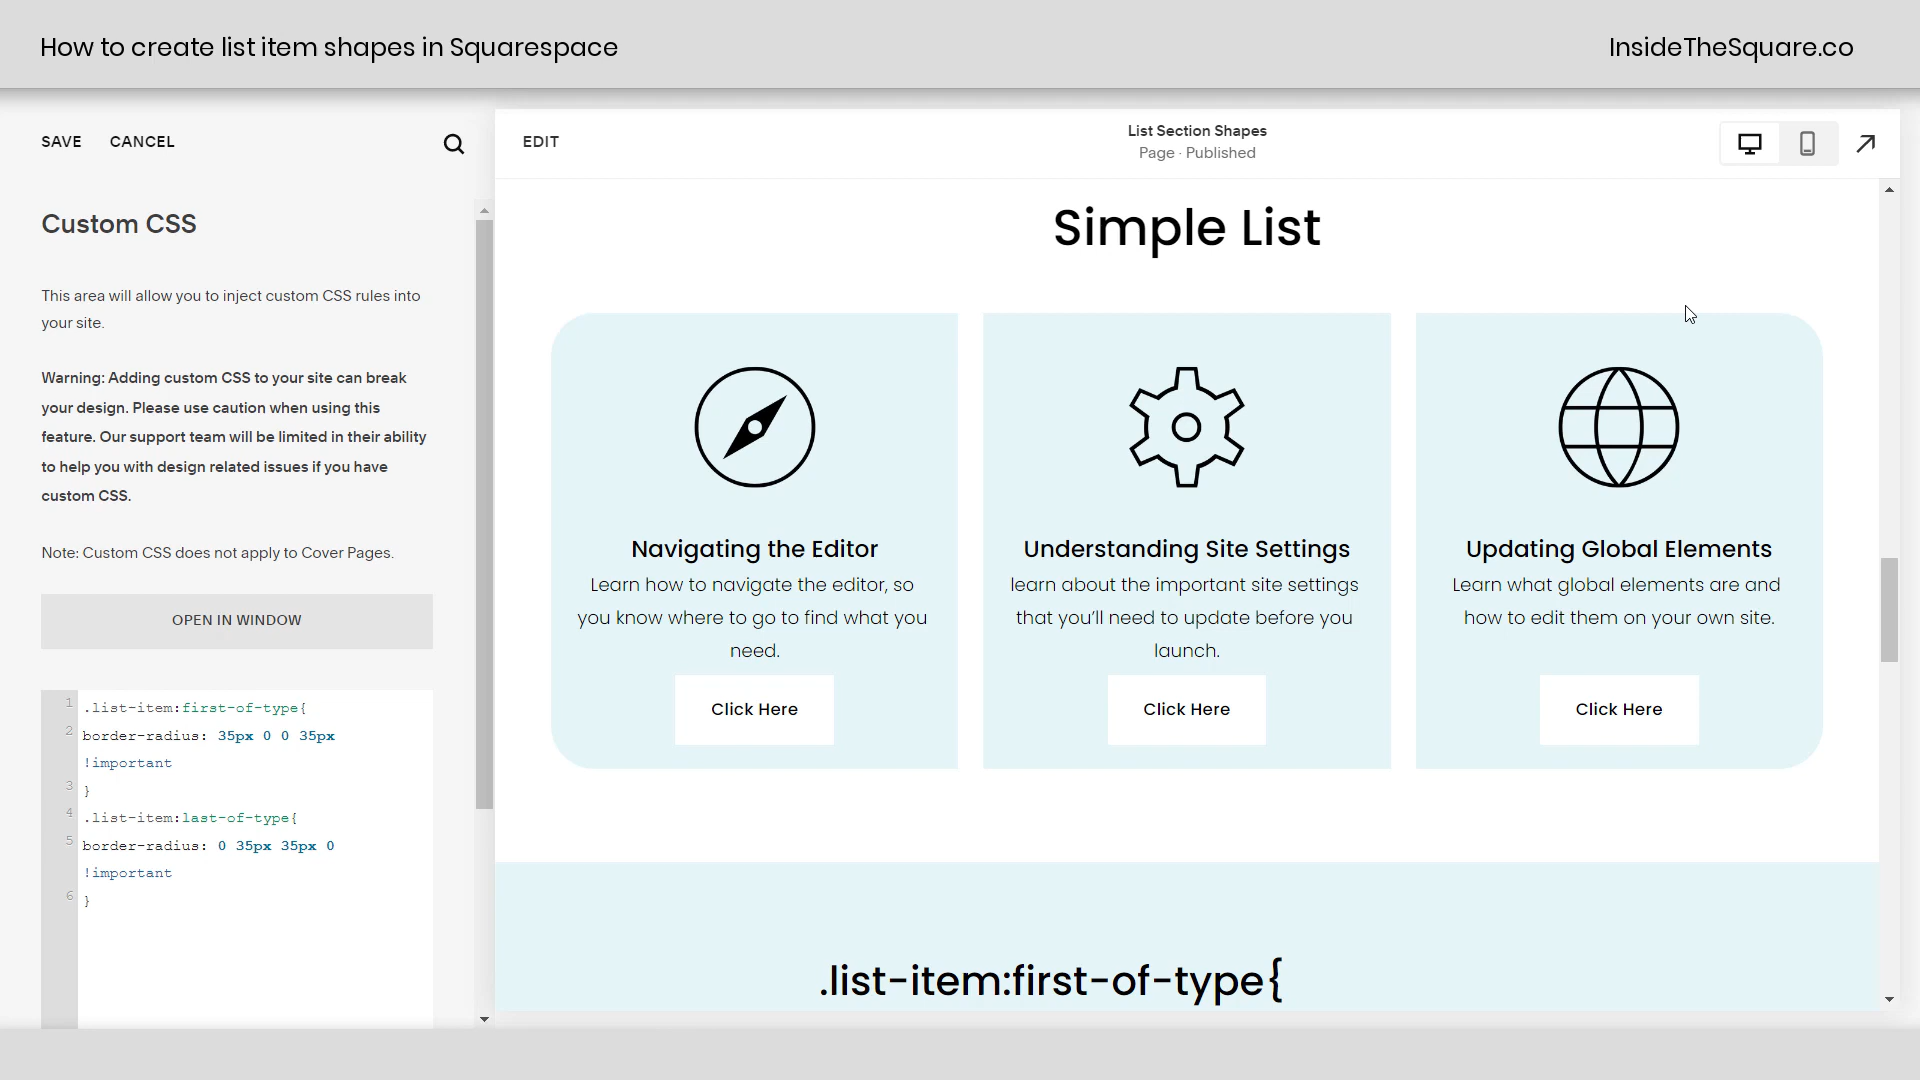 How to create list item shapes in Squarespace
InsideTheSquare.co
SAVE
CANCEL
EDIT
List Section Shapes
Page · Published
Custom CSS
This area will allow you to inject custom CSS rules into
your site.
Warning: Adding custom CSS to your site can break
your design. Please use caution when using this
feature. Our support team will be limited in their ability
to help you with design related issues if you have
custom CSS.
Note: Custom CSS does not apply to Cover Pages.
OPEN IN WINDOW
1 .list-item:first-of-type{
2 border-radius: 35px 0 0 35px
!important
3 }
4 .list-item:last-of-type{
5 border-radius: 0 35px 35px 0
!important
6 }
Simple List
Navigating the Editor
Learn how to navigate the editor, so
you know where to go to find what you
need.
Click Here
Understanding Site Settings
learn about the important site settings
that you’ll need to update before you
launch.
Click Here
Updating Global Elements
Learn what global elements are and
how to edit them on your own site.
Click Here
.list-item:first-of-type{